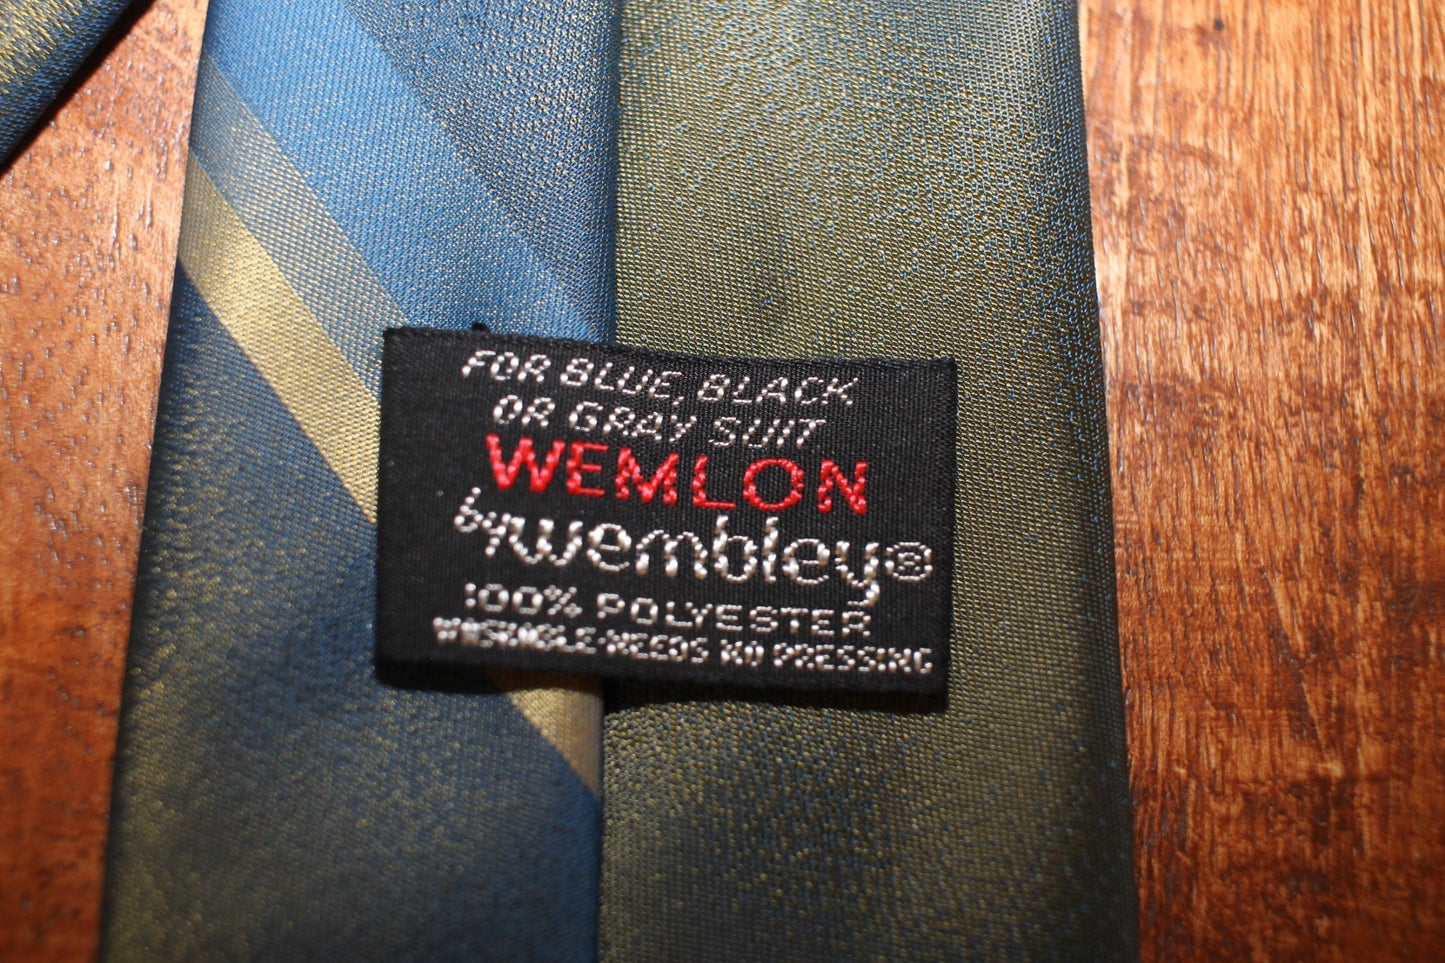 FOR BLUE, BLACK
OR GRAY SUIT
WEMLON
by wembley®
100% POLYESTER
WASHABLE·NEEDS NO PRESSING